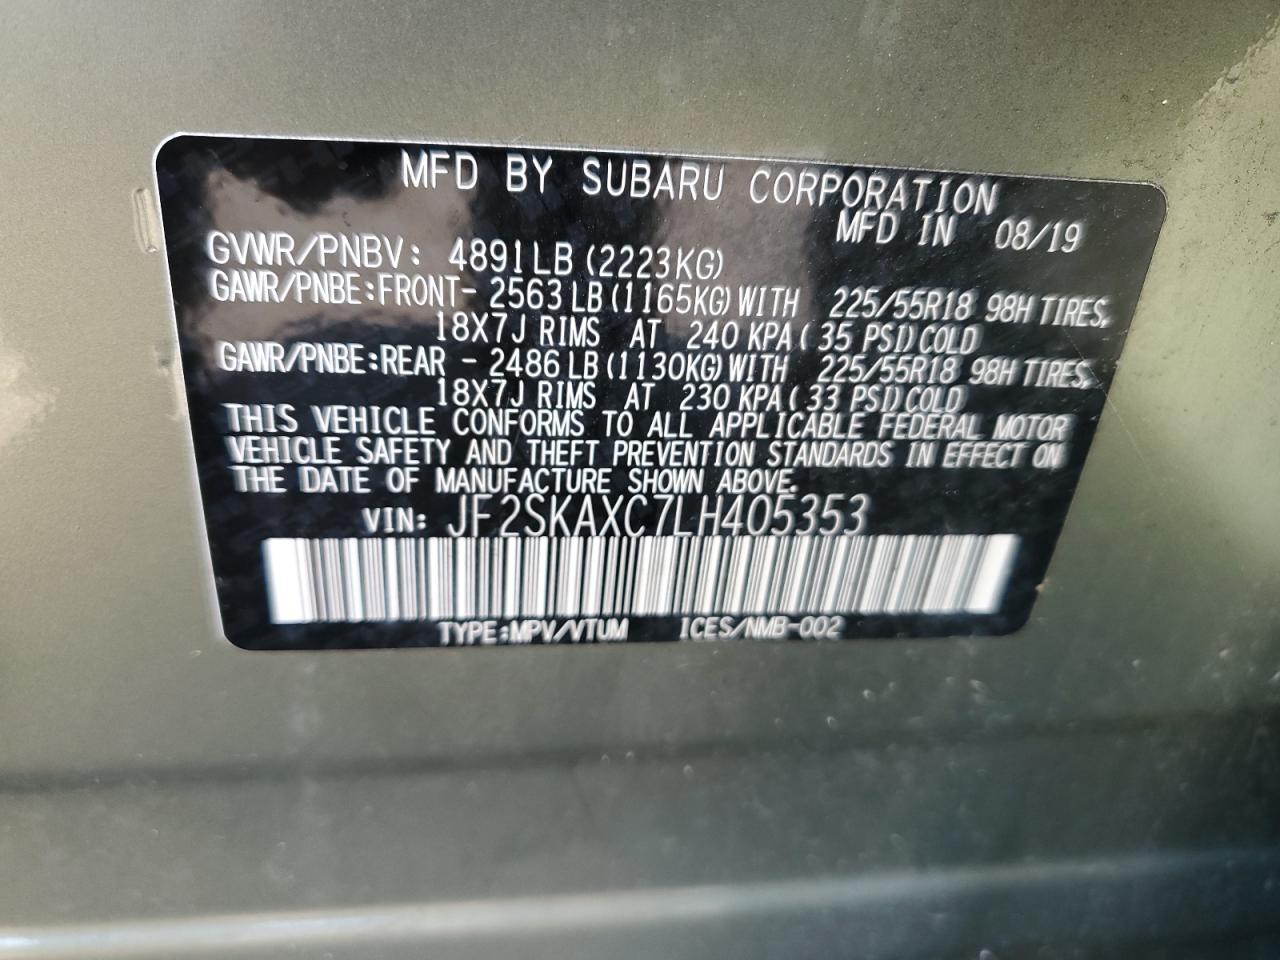 MFD BY SUBARU CORPORATION
MFD IN 08/19
GVWR/PNBV: 4891LB (2223KG)
GAWR/PNBE:FRONT- 2563 LB (1165KG) WITH 225/55R18 98H TIRES,
18X7J RIMS AT 240 KPA ( 35 PSI) COLD
GAWR/PNBE:REAR - 2486 LB (1130KG) WITH 225/55R18 98H TIRES,
18X7J RIMS AT 230 KPA ( 33 PSI) COLD
THIS VEHICLE CONFORMS TO ALL APPLICABLE FEDERAL MOTOR
VEHICLE SAFETY AND THEFT PREVENTION STANDARDS IN EFFECT ON
THE DATE OF MANUFACTURE SHOWN ABOVE.
VIN: JF2SKAXC7LH405353
TYPE:MPV/VTUM ICES/NMB-002